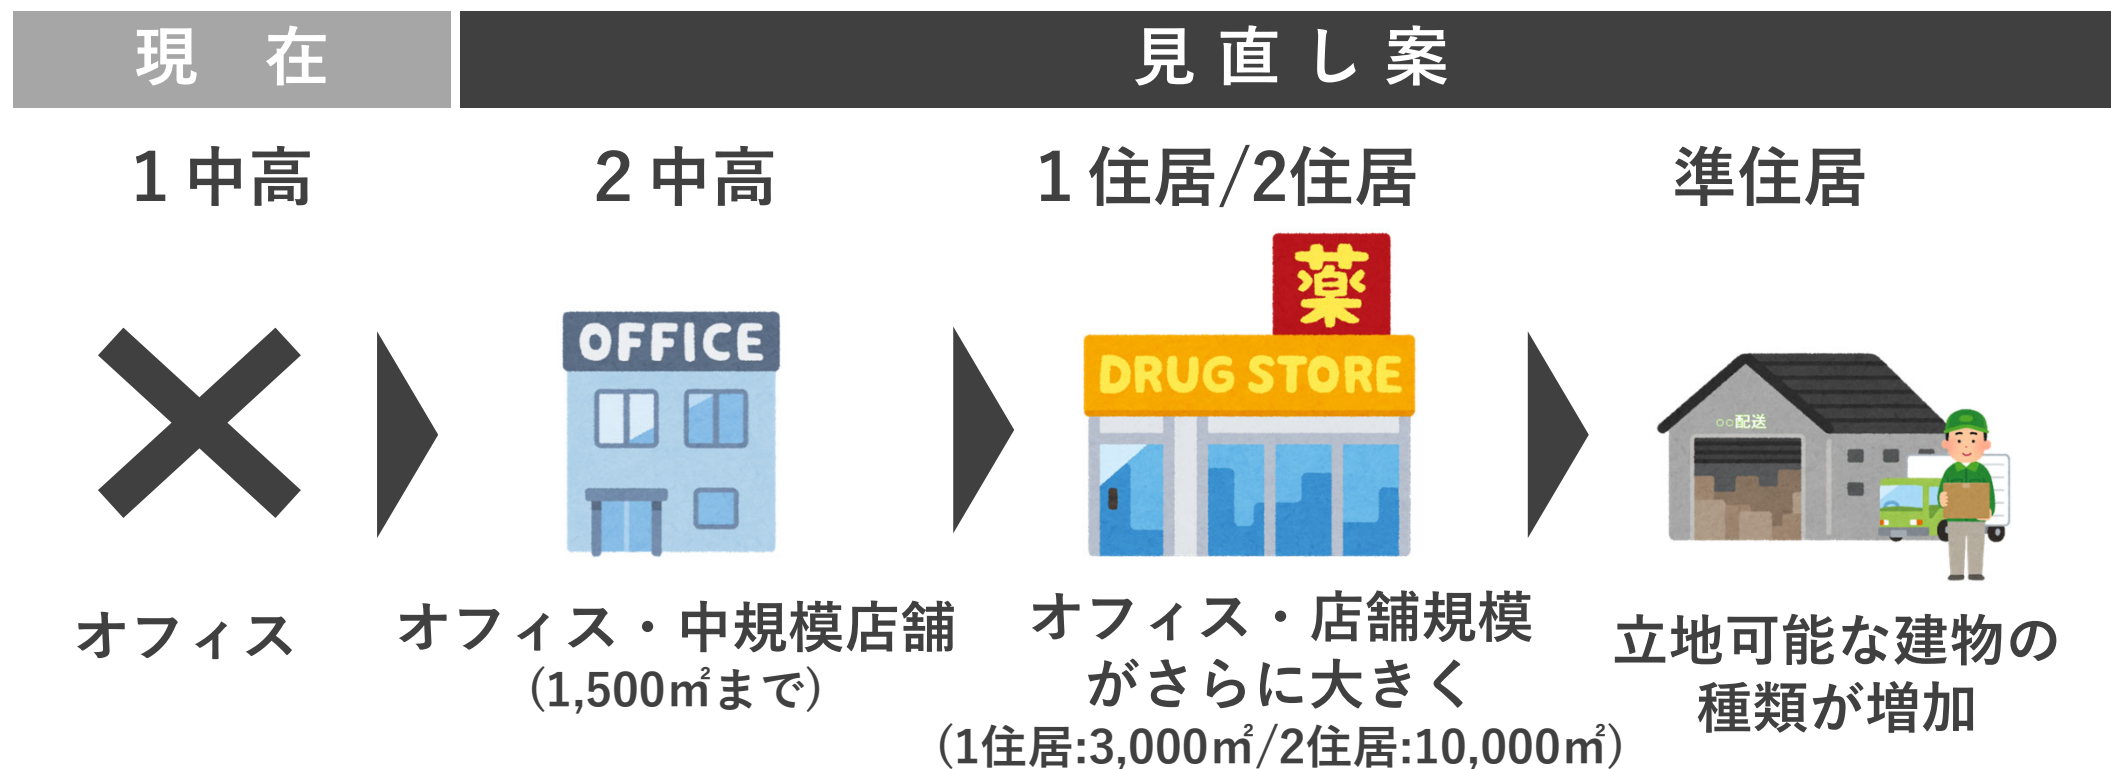 現 在
見直し案
1中高
2中高
1住居/2住居
準住居
薬
OFFICE
DRUG STORE
○○配送
オフィス
オフィス・中規模店舗
(1,500㎡まで)
オフィス・店舗規模
がさらに大きく
(1住居:3,000㎡/2住居:10,000㎡)
立地可能な建物の
種類が増加